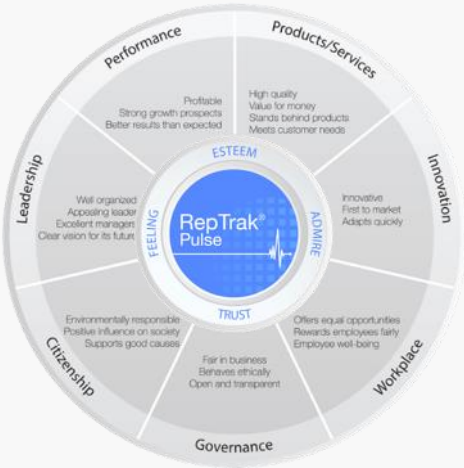 Performance
Profitable
Strong growth prospects
Better results than expected
Products/Services
High quality
Value for money
Stands behind products
Meets customer needs
Innovation
Innovative
First to market
Adapts quickly
Workplace
Offers equal opportunities
Rewards employees fairly
Employee well-being
Governance
Fair in business
Behaves ethically
Open and transparent
Citizenship
Environmentally responsible
Positive influence on society
Supports good causes
Leadership
Well organized
Appealing leader
Excellent managers
Clear vision for its future
ESTEEM
ADMIRE
TRUST
FEELING
RepTrak®
Pulse